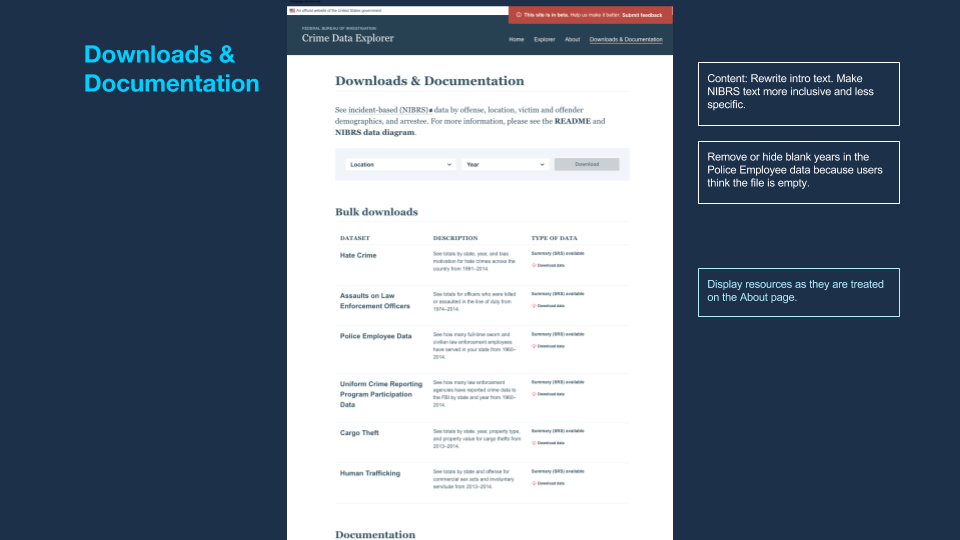 Downloads &
Documentation
An official website of the United States government
This site is in beta. Help us make it better. Submit feedback
FEDERAL BUREAU OF INVESTIGATION
Crime Data Explorer
Home Explorer About Downloads & Documentation
Downloads & Documentation
See incident-based (NIBRS) data by offense, location, victim and offender
demographics, and arrestee. For more information, please see the README and
NIBRS data diagram.
Location Year Download
Bulk downloads
DATASET DESCRIPTION TYPE OF DATA
Hate Crime
See totals by state, year, and bias
motivation for hate crimes across the
country from 1991–2014.
Summary (SRS) available
Download data
Assaults on Law
Enforcement Officers
See totals for officers who were killed
or assaulted in the line of duty from
1974–2014.
Summary (SRS) available
Download data
Police Employee Data
See how many full-time sworn and
civilian law enforcement employees
have served in your state from 1960–
2014.
Summary (SRS) available
Download data
Uniform Crime Reporting
Program Participation
Data
See how many law enforcement
agencies have reported crime data to
the FBI by state and year from 1960–
2014.
Summary (SRS) available
Download data
Cargo Theft
See totals by state, year, property type,
and property value for cargo thefts from
2013–2014.
Summary (SRS) available
Download data
Human Trafficking
See totals by state and offense for
commercial sex acts and involuntary
servitude from 2013–2014.
Summary (SRS) available
Download data
Documentation
Content: Rewrite intro text. Make
NIBRS text more inclusive and less
specific.
Remove or hide blank years in the
Police Employee data because users
think the file is empty.
Display resources as they are treated
on the About page.